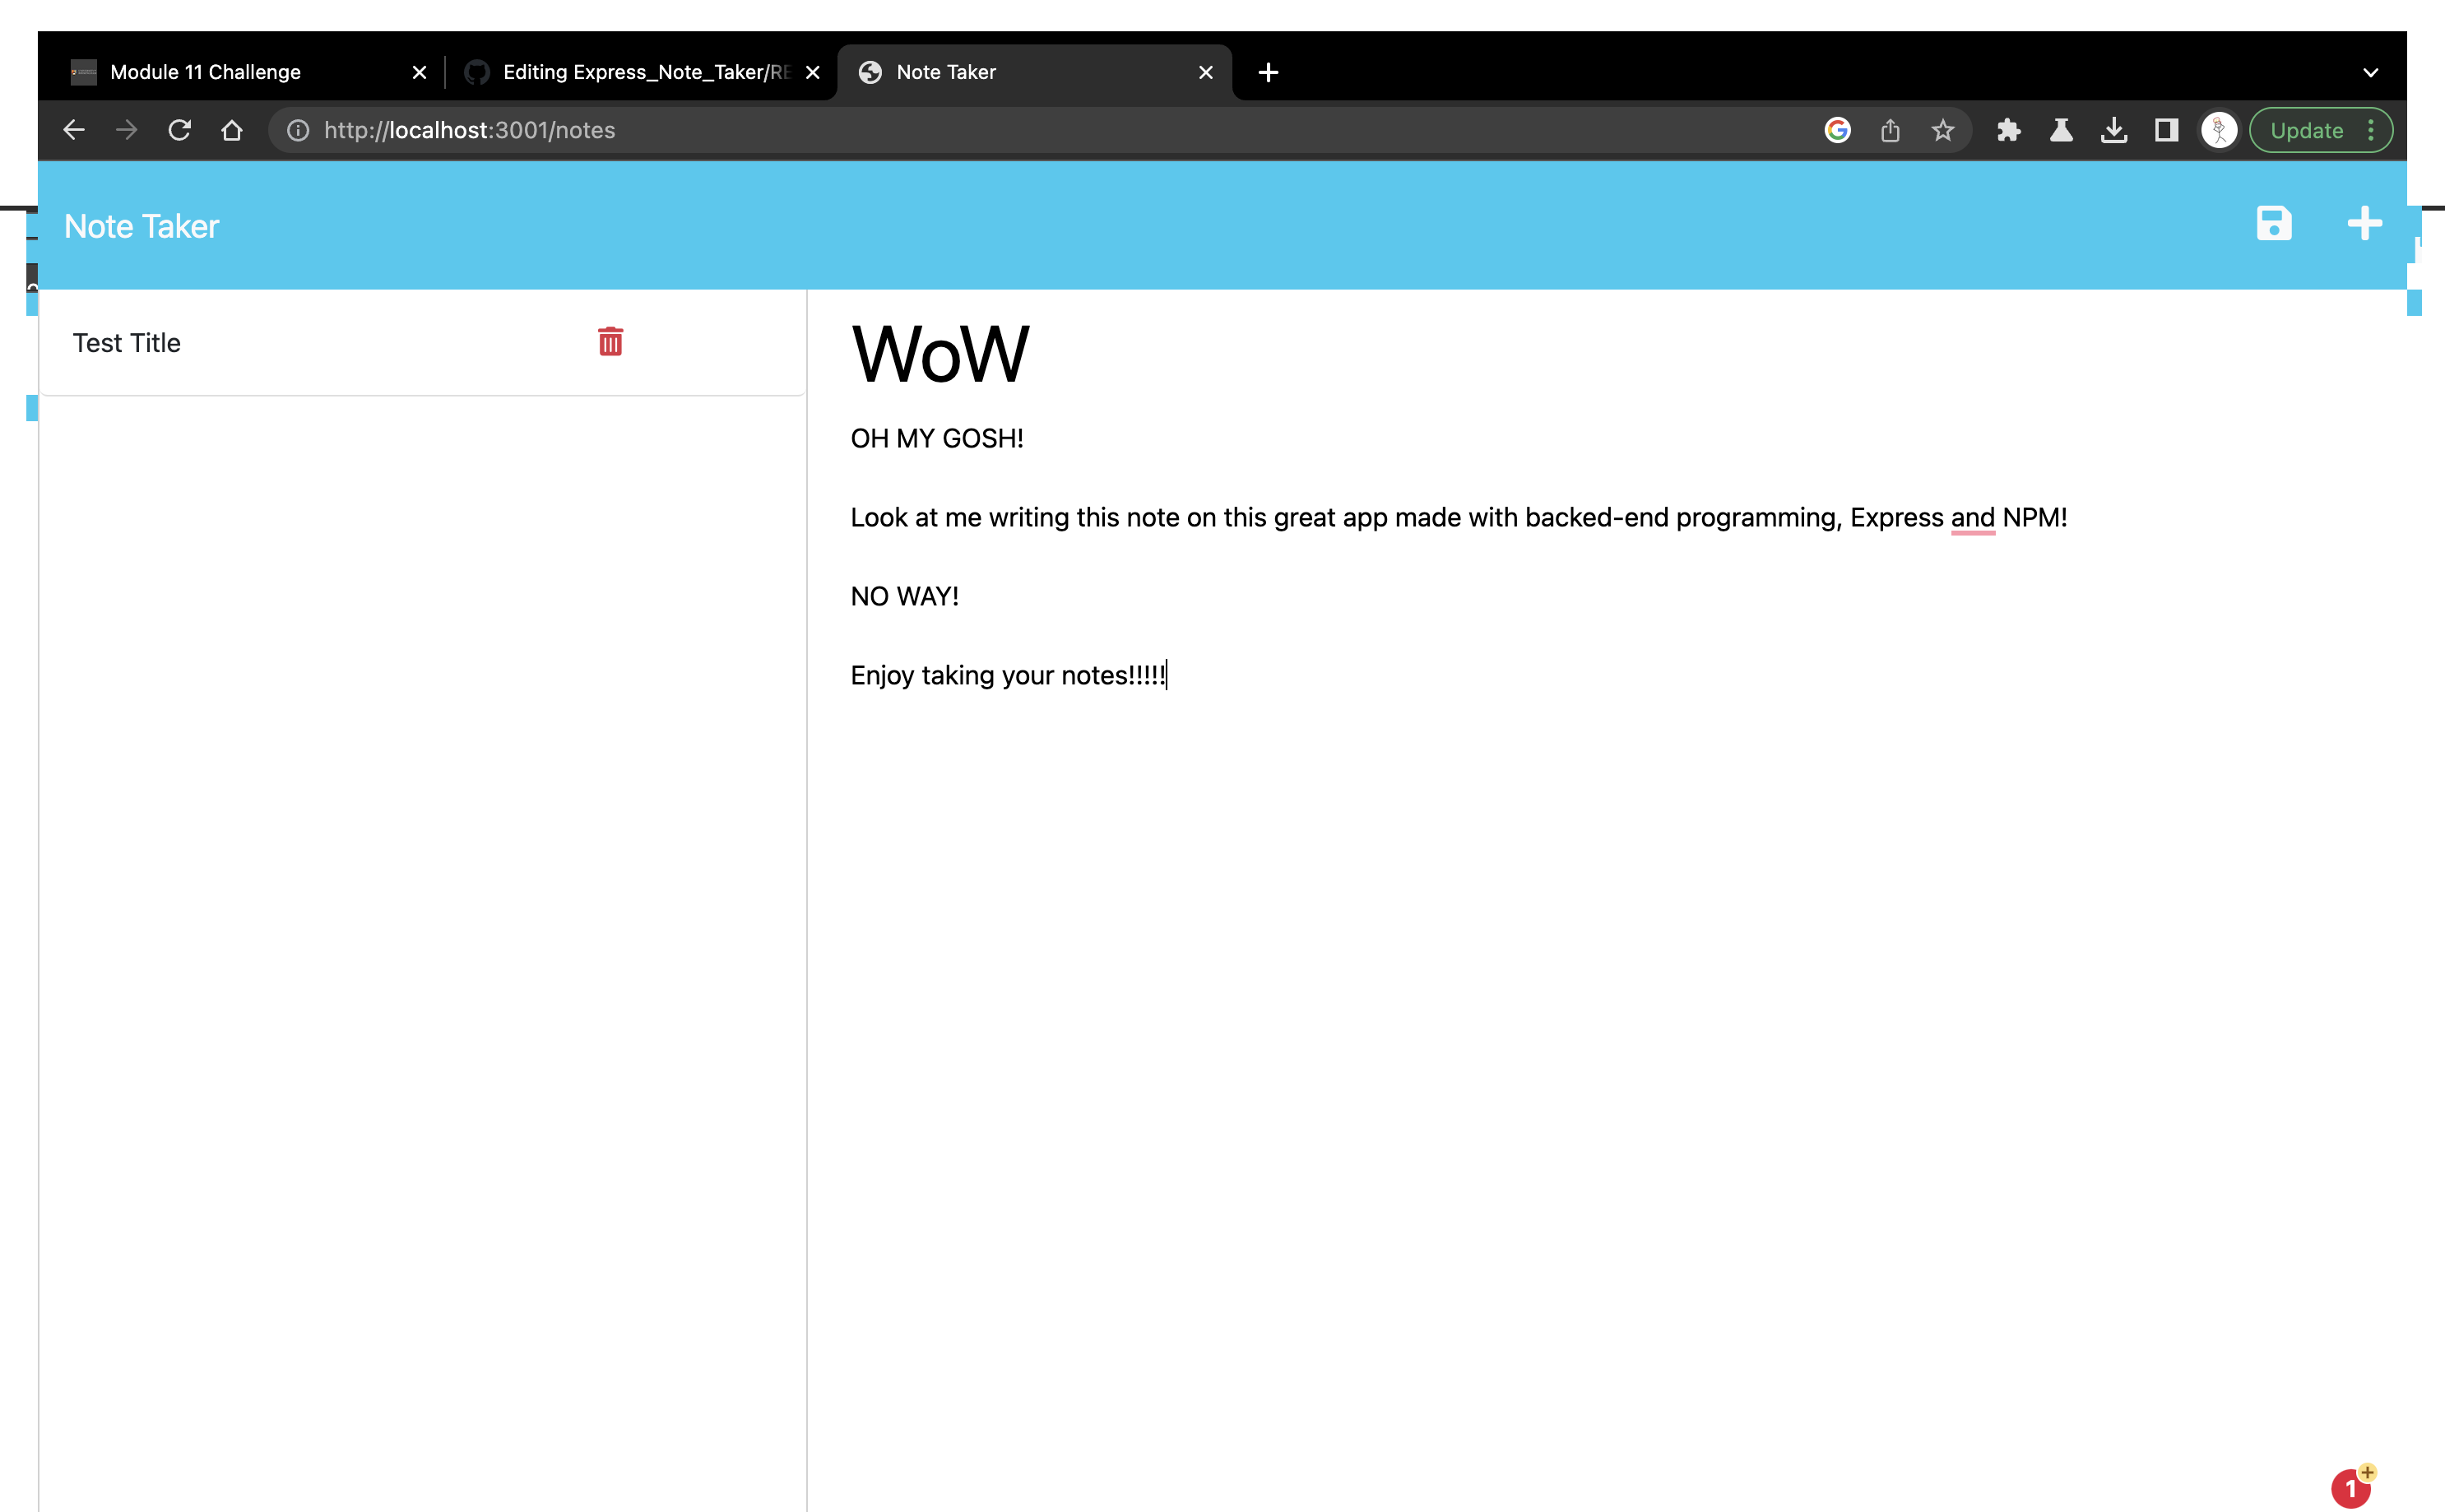 Module 11 Challenge
Editing Express_Note_Taker/RE
Note Taker
http://localhost:3001/notes
Update
Note Taker
Test Title
WoW
OH MY GOSH!
Look at me writing this note on this great app made with backed-end programming, Express and NPM!
NO WAY!
Enjoy taking your notes!!!!!
1